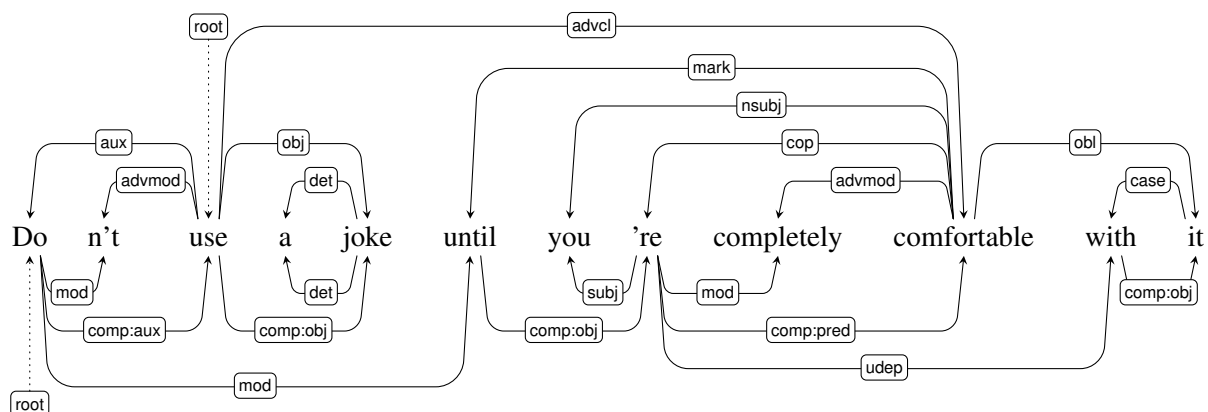 root
advcl
mark
nsubj
aux obj cop obl
advmod det advmod case
Do n't use a joke until you 're completely comfortable with it
mod det subj mod comp:obj
comp:aux comp:obj comp:obj comp:pred
udep
mod
root